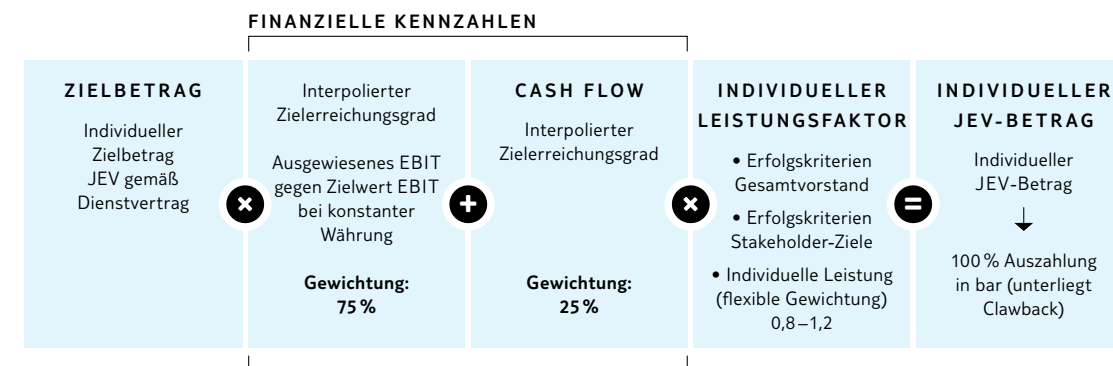 FINANZIELLE KENNZAHLEN
ZIELBETRAG
Individueller
Zielbetrag
JEV gemäß
Dienstvertrag
×
Interpolierter
Zielerreichungsgrad
Ausgewiesenes EBIT
gegen Zielwert EBIT
bei konstanter
Währung
Gewichtung:
75 %
+
CASH FLOW
Interpolierter
Zielerreichungsgrad
Gewichtung:
25 %
×
INDIVIDUELLER
LEISTUNGSFAKTOR
• Erfolgskriterien
Gesamtvorstand
• Erfolgskriterien
Stakeholder-Ziele
• Individuelle Leistung
(flexible Gewichtung)
0,8–1,2
=
INDIVIDUELLER
JEV-BETRAG
Individueller
JEV-Betrag
↓
100 % Auszahlung
in bar (unterliegt
Clawback)